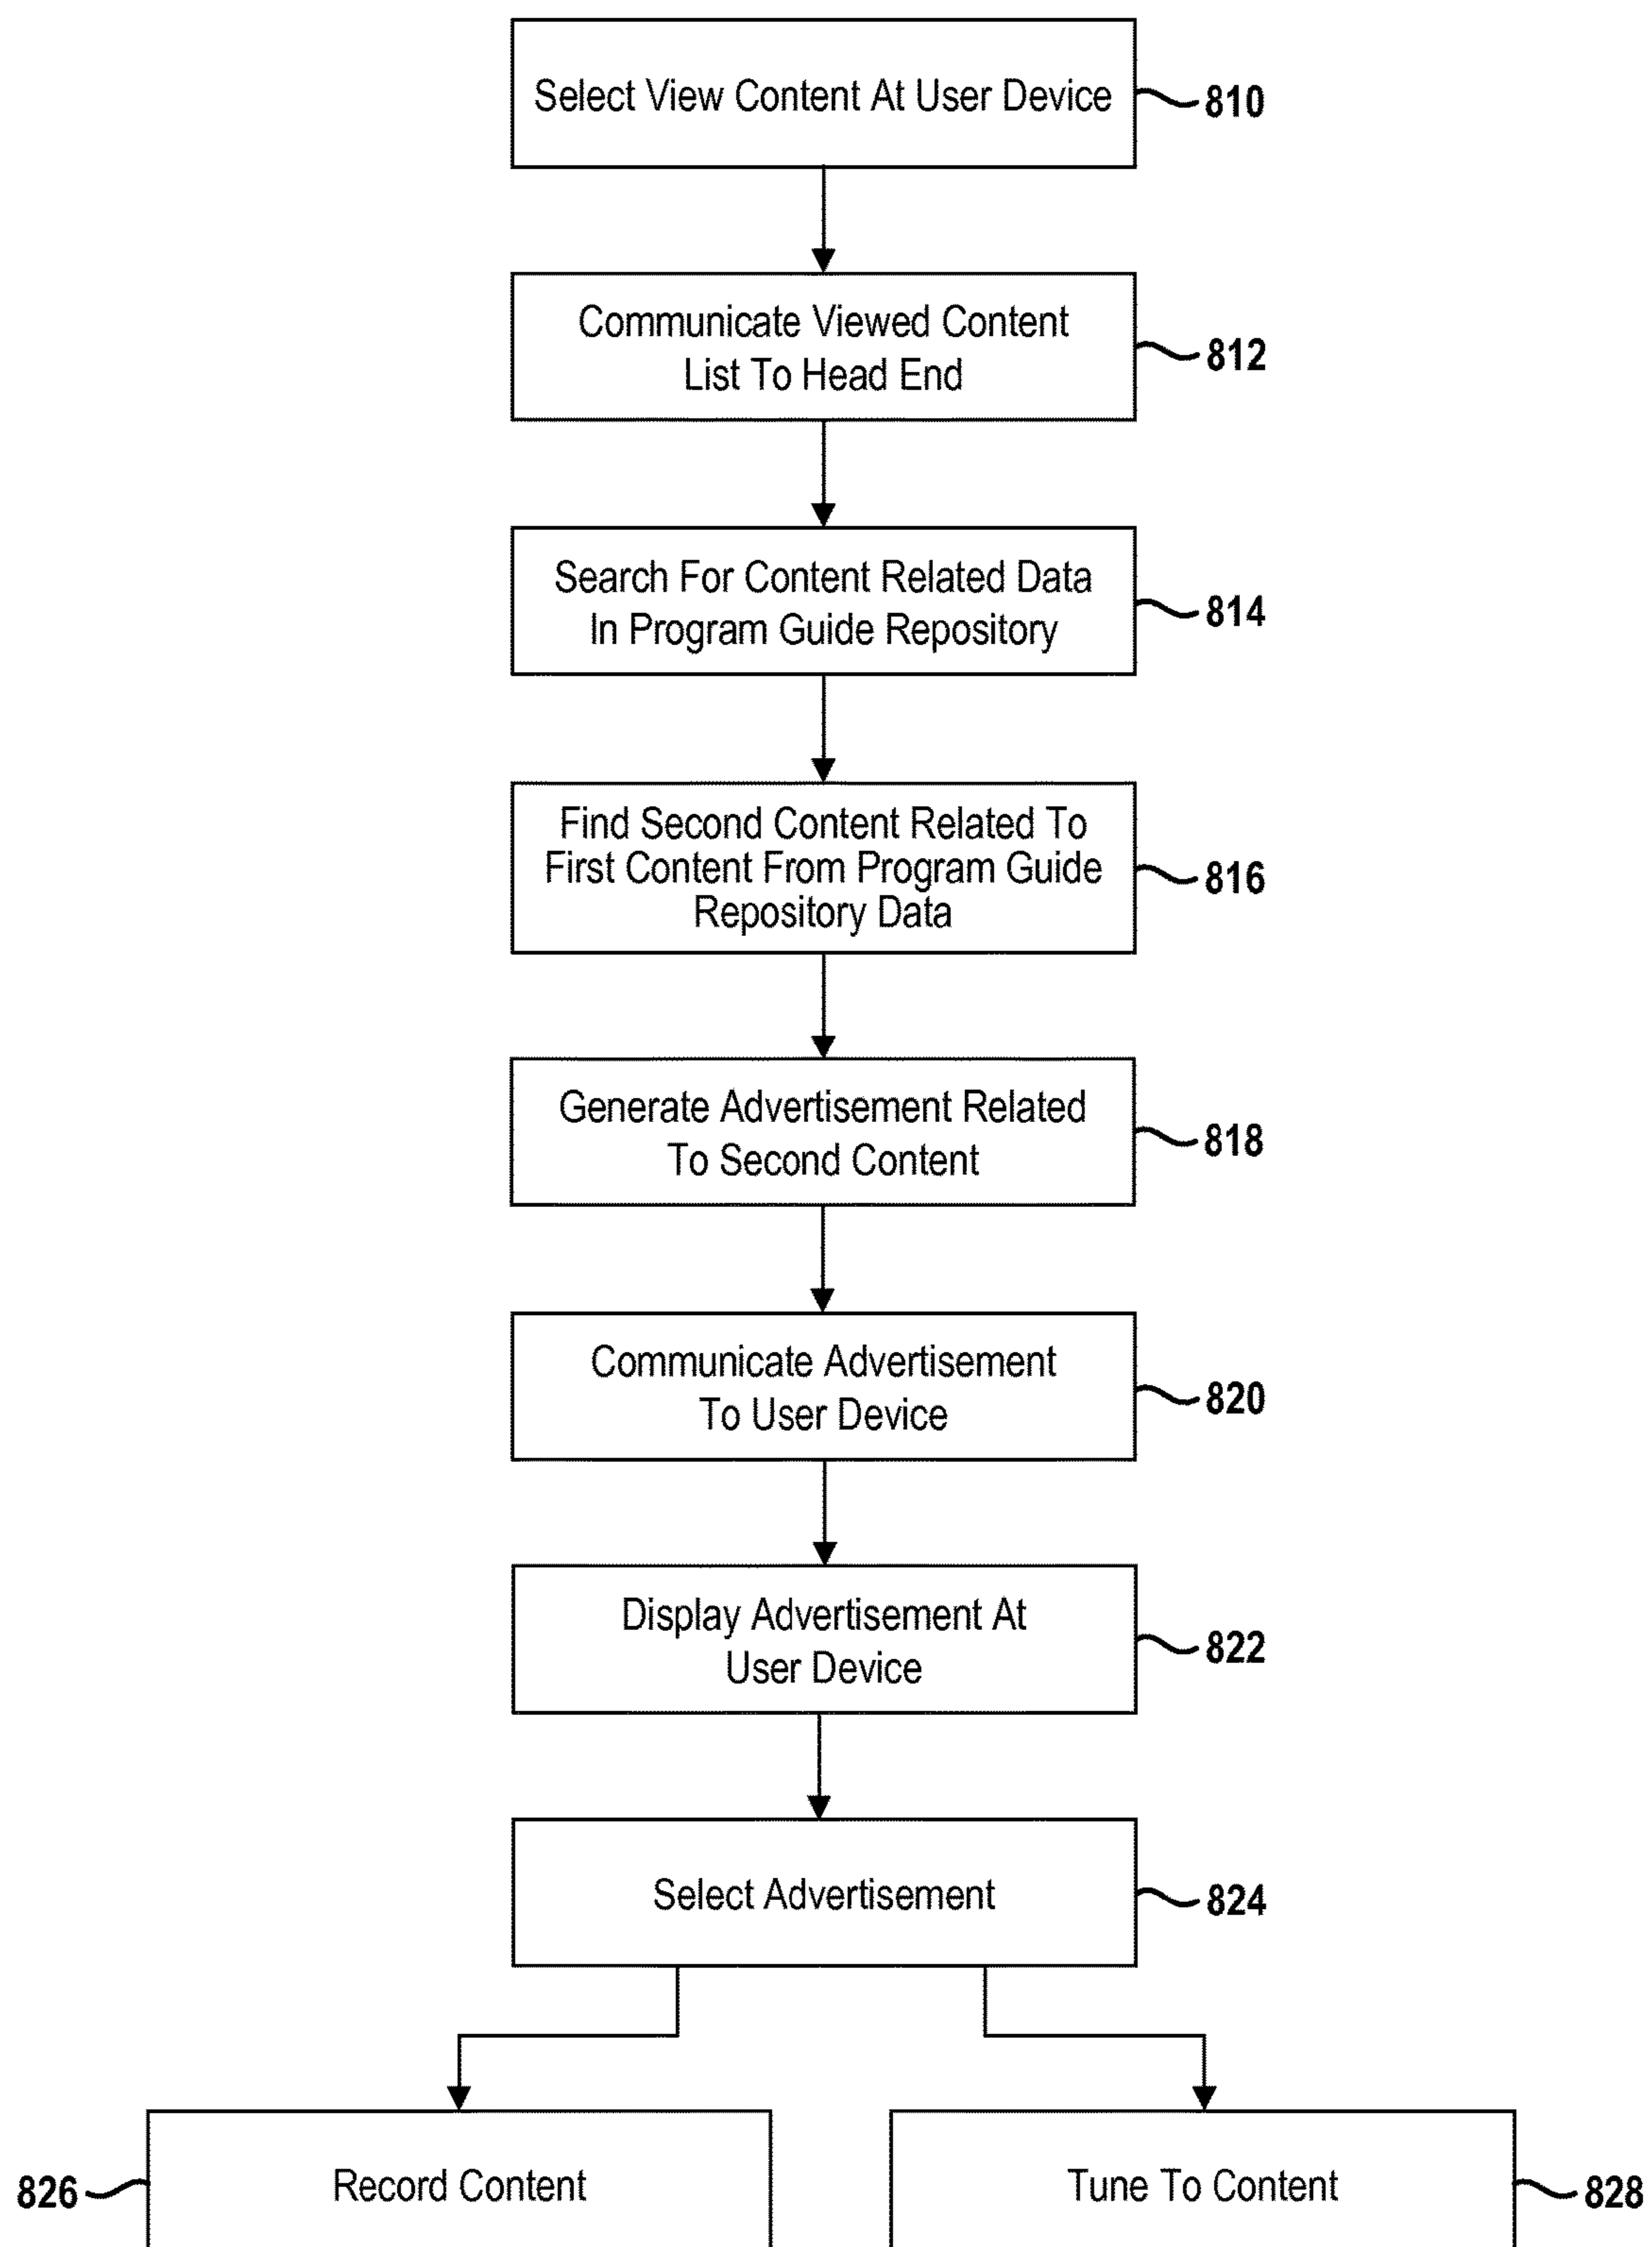 Select View Content At User Device
810
Communicate Viewed Content
List To Head End
812
Search For Content Related Data
In Program Guide Repository
814
Find Second Content Related To
First Content From Program Guide
Repository Data
816
Generate Advertisement Related
To Second Content
818
Communicate Advertisement
To User Device
820
Display Advertisement At
User Device
822
Select Advertisement
824
826
Record Content
Tune To Content
828